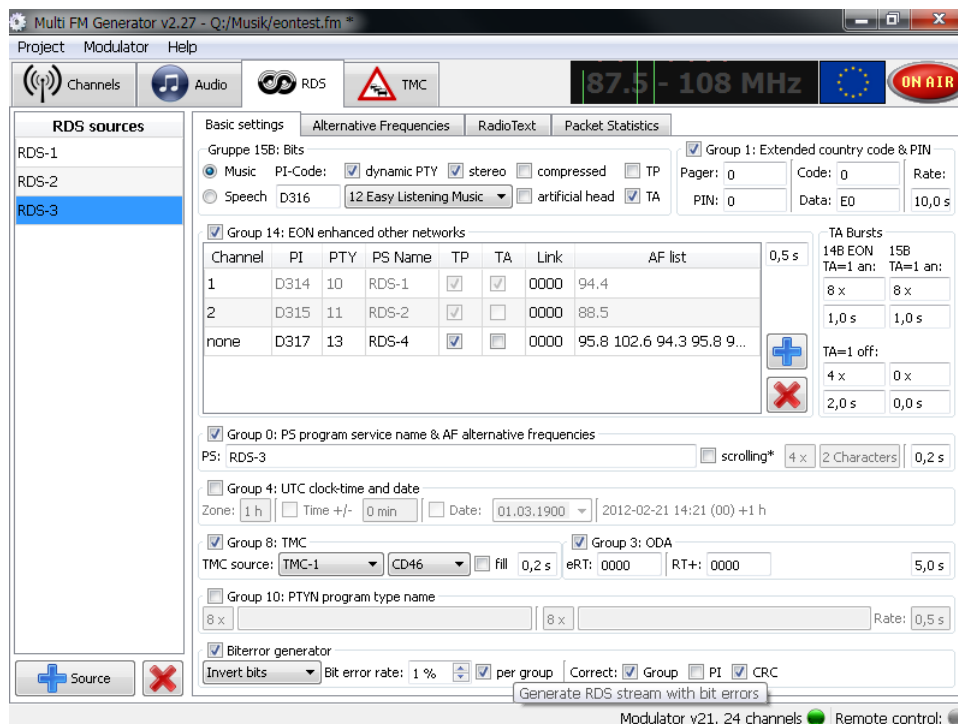 Multi FM Generator v2.27 - Q:/Musik/eontest.fm *
Project Modulator Help
Channels Audio RDS TMC 87.5 - 108 MHz ON AIR
RDS sources
RDS-1
RDS-2
RDS-3
Source
Basic settings Alternative Frequencies RadioText Packet Statistics
Gruppe 15B: Bits
Music PI-Code: dynamic PTY stereo compressed TP
Speech D316 12 Easy Listening Music artificial head TA
Group 1: Extended country code & PIN
Pager: 0 Code: 0 Rate:
PIN: 0 Data: E0 10,0 s
Group 14: EON enhanced other networks
Channel PI PTY PS Name TP TA Link AF list 0,5 s
1 D314 10 RDS-1 0000 94.4
2 D315 11 RDS-2 0000 88.5
none D317 13 RDS-4 0000 95.8 102.6 94.3 95.8 9...
TA Bursts
14B EON 15B
TA=1 an: TA=1 an:
8 x 8 x
1,0 s 1,0 s
TA=1 off:
4 x 0 x
2,0 s 0,0 s
Group 0: PS program service name & AF alternative frequencies
PS: RDS-3 scrolling* 4 x 2 Characters 0,2 s
Group 4: UTC clock-time and date
Zone: 1 h Time +/- 0 min Date: 01.03.1900 2012-02-21 14:21 (00) +1 h
Group 8: TMC
TMC source: TMC-1 CD46 fill 0,2 s
Group 3: ODA
eRT: 0000 RT+: 0000 5,0 s
Group 10: PTYN program type name
8 x 8 x Rate: 0,5 s
Biterror generator
Invert bits Bit error rate: 1 % per group Correct: Group PI CRC
Generate RDS stream with bit errors
Modulator v21, 24 channels Remote control: